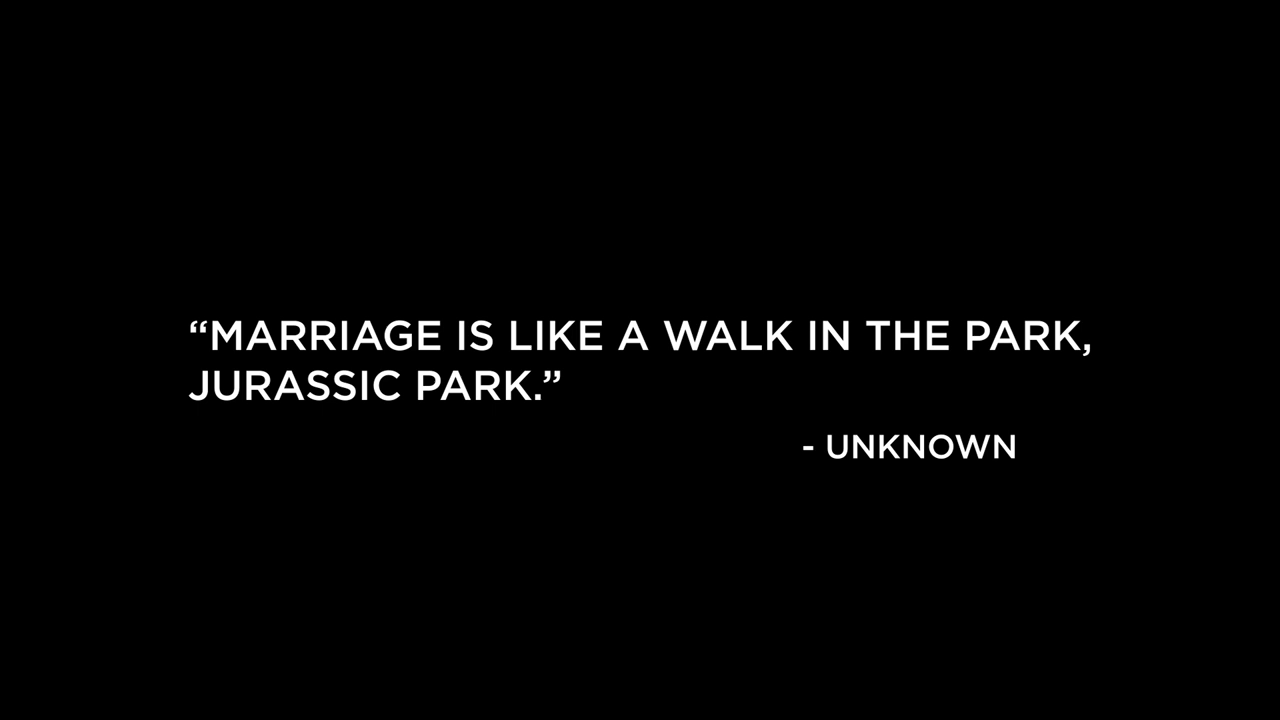 “MARRIAGE IS LIKE A WALK IN THE PARK,
JURASSIC PARK.”
- UNKNOWN